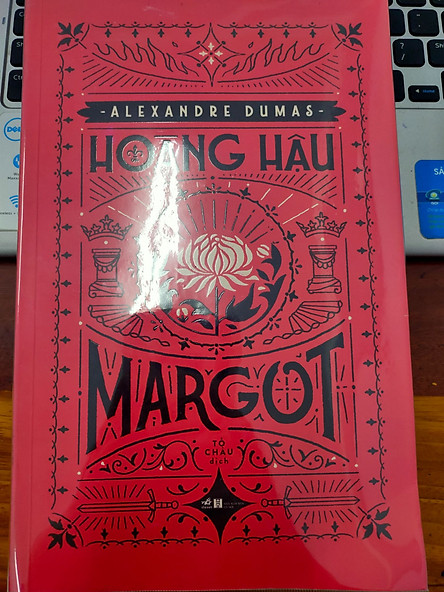 -ALEXANDRE DUMAS-
HOÀNG HẬU
MARGOT
TÔ
CHÂU
dịch